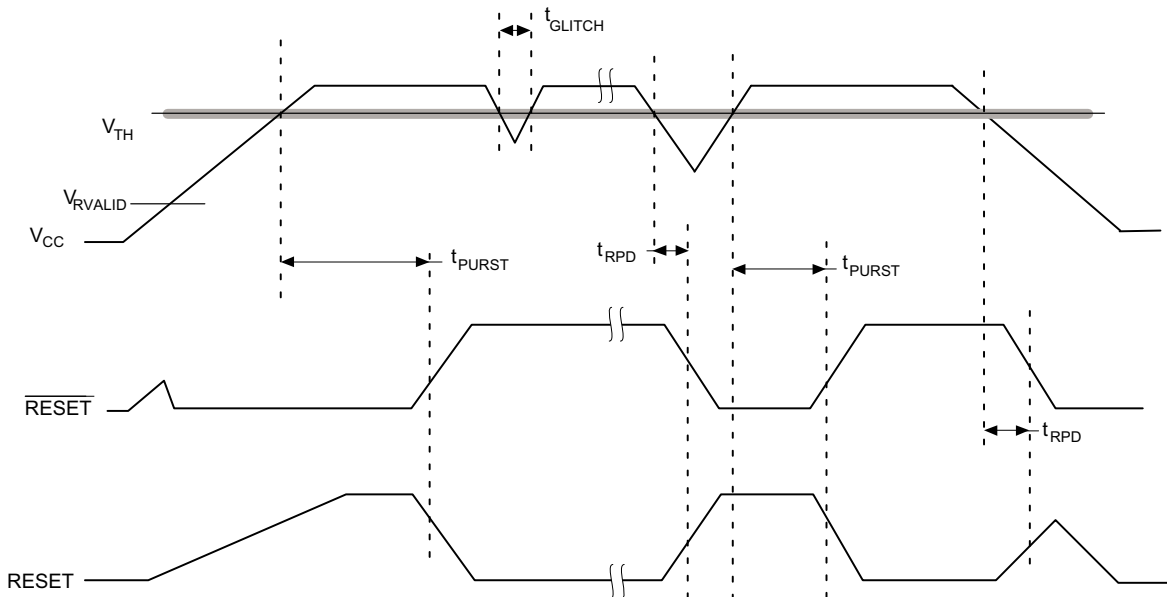 tGLITCH
VTH
VRVALID
VCC
tPURST
tRPD
tPURST
RESET
tRPD
RESET